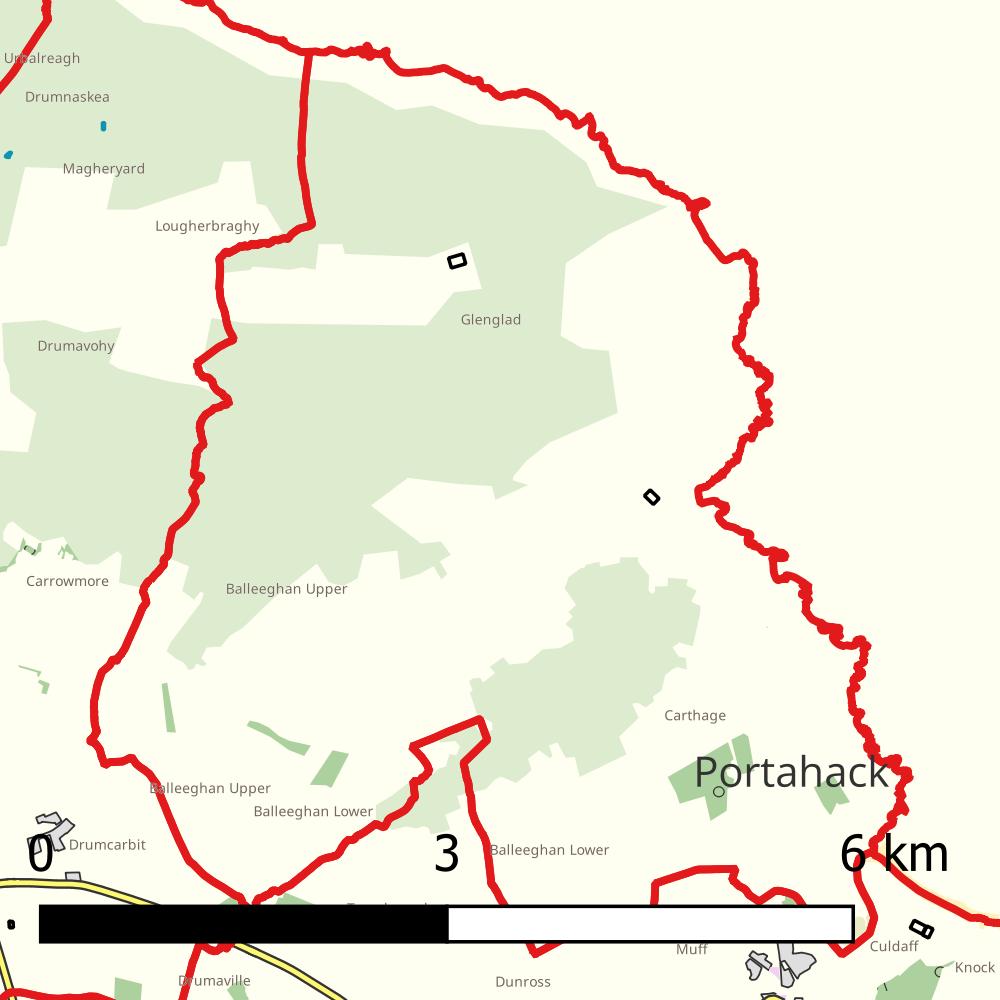 Urbalreagh
Drumnaskea
Magheryard
Lougherbraghy
Glenglad
Drumavohy
Carrowmore
Balleeghan Upper
Carthage
Portahack
Balleeghan Upper
Balleeghan Lower
Drumcarbit
Balleeghan Lower
0 3 6 km
Muff
Culdaff
Knock
Drumaville
Dunross